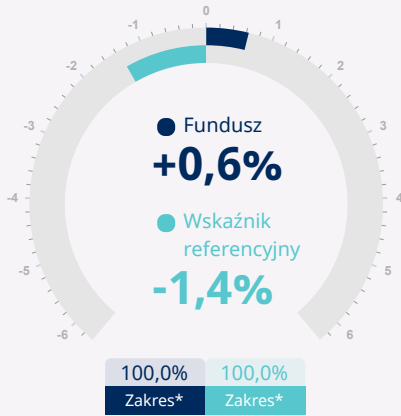 0
-1 1
-2 2
-3 3
-4 4
-5 5
-6 6
Fundusz
+0,6%
Wskaźnik
referencyjny
-1,4%
100,0% 100,0%
Zakres* Zakres*